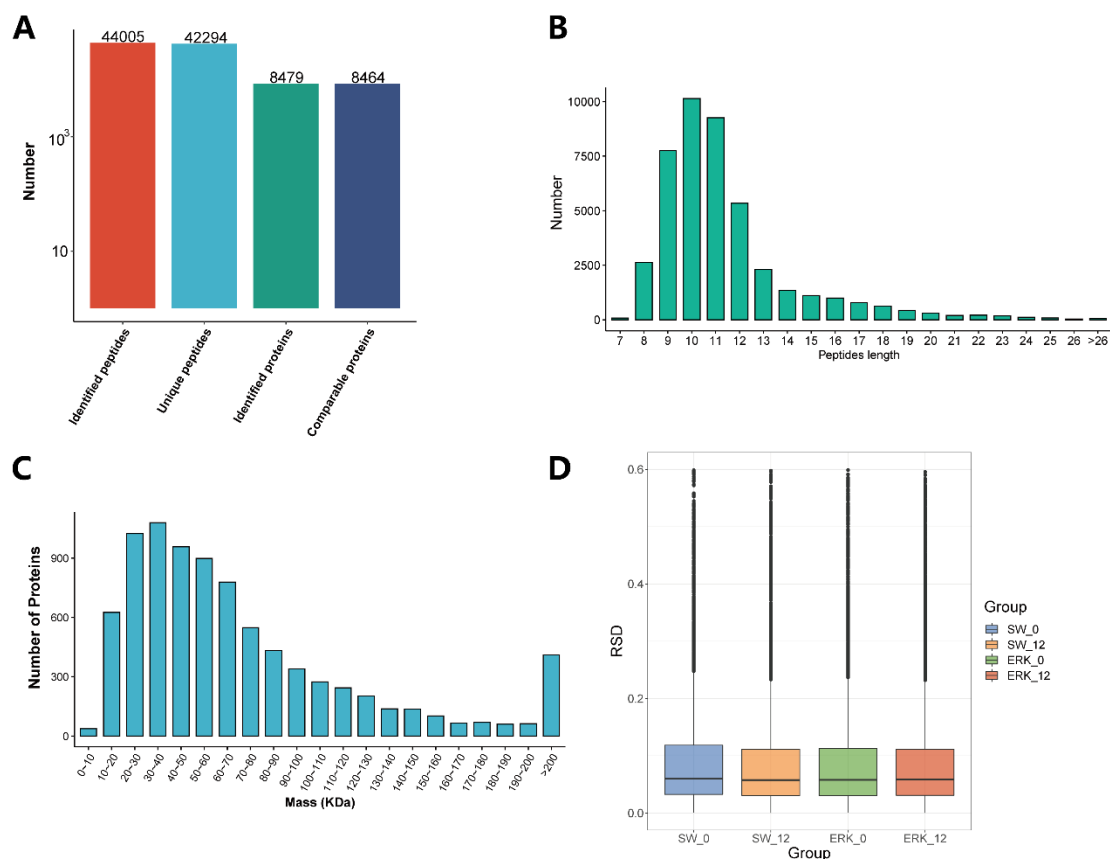 A
44005
42294
8479
8464
10³
10
Number
Identified peptides
Unique peptides
Identified proteins
Comparable proteins
B
10000
7500
5000
2500
0
Number
7 8 9 10 11 12 13 14 15 16 17 18 19 20 21 22 23 24 25 26 >26
Peptides length
C
900
600
300
0
Number of Proteins
0~10 10~20 20~30 30~40 40~50 50~60 60~70 70~80 80~90 90~100 100~110 110~120 120~130 130~140 140~150 150~160 160~170 170~180 180~190 190~200 >200
Mass (KDa)
D
0.6
0.4
0.2
0.0
RSD
SW_0 SW_12 ERK_0 ERK_12
Group
Group
SW_0
SW_12
ERK_0
ERK_12